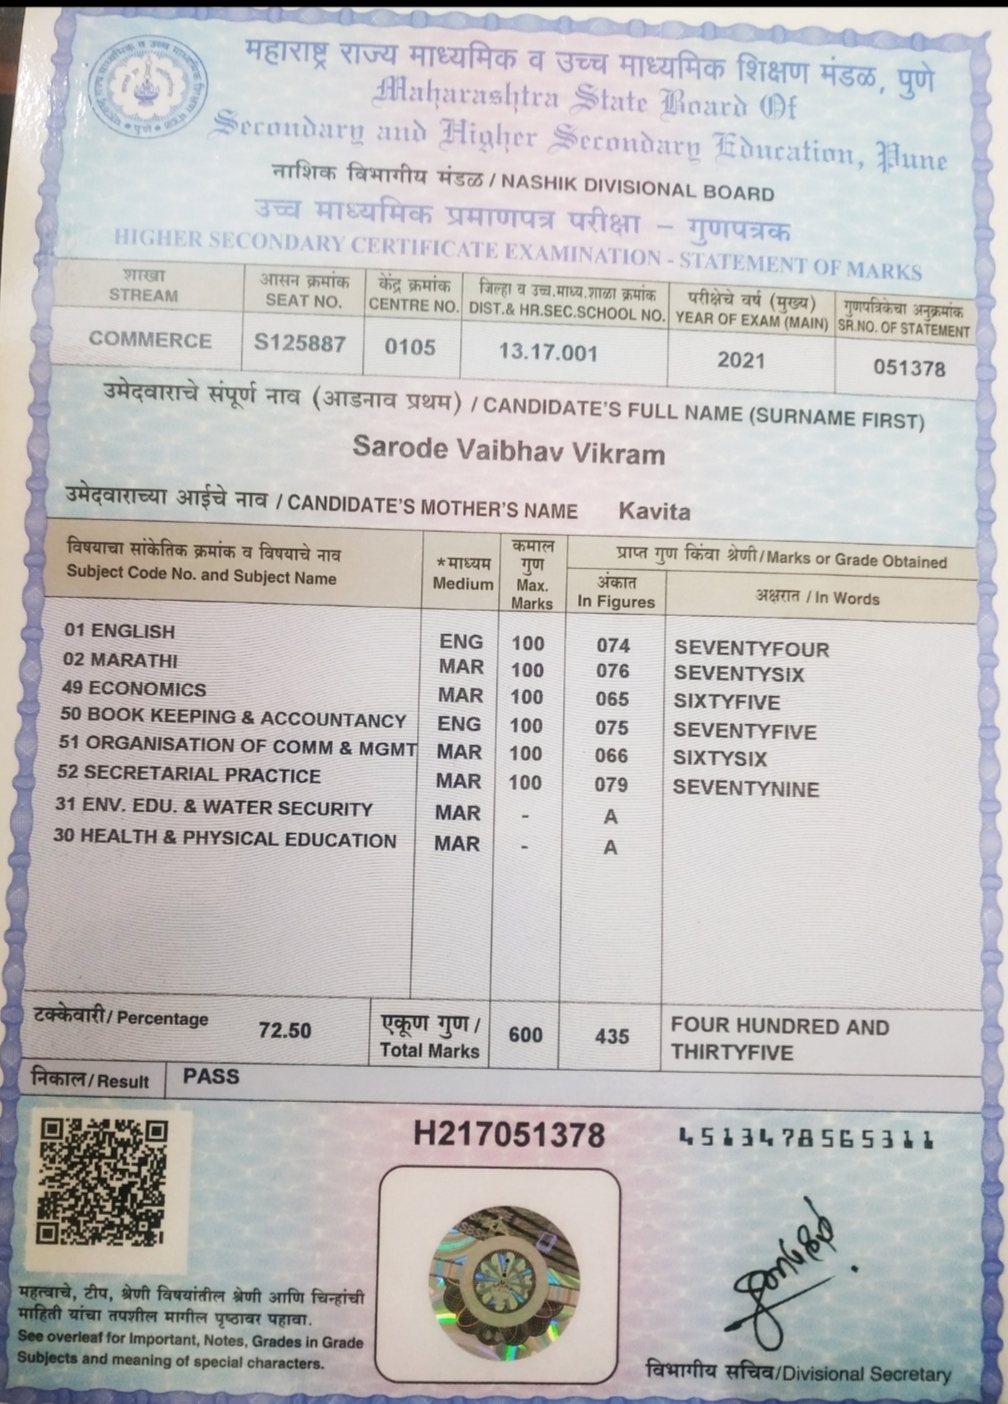 महाराष्ट्र राज्य माध्यमिक व उच्च माध्यमिक शिक्षण मंडळ, पुणे
Maharashtra State Board Of
Secondary and Higher Secondary Education, Pune
नाशिक विभागीय मंडळ / NASHIK DIVISIONAL BOARD
उच्च माध्यमिक प्रमाणपत्र परीक्षा – गुणपत्रक
HIGHER SECONDARY CERTIFICATE EXAMINATION - STATEMENT OF MARKS
शाखा आसन क्रमांक केंद्र क्रमांक जिल्हा व उच्च.माध्य.शाळा क्रमांक परीक्षेचे वर्ष (मुख्य) गुणपत्रिकेचा अनुक्रमांक
STREAM SEAT NO. CENTRE NO. DIST.& HR.SEC.SCHOOL NO. YEAR OF EXAM (MAIN) SR.NO. OF STATEMENT
COMMERCE S125887 0105 13.17.001 2021 051378
उमेदवाराचे संपूर्ण नाव (आडनाव प्रथम) / CANDIDATE'S FULL NAME (SURNAME FIRST)
Sarode Vaibhav Vikram
उमेदवाराच्या आईचे नाव / CANDIDATE'S MOTHER'S NAME Kavita
विषयाचा सांकेतिक क्रमांक व विषयाचे नाव
Subject Code No. and Subject Name
*माध्यम
Medium
कमाल
गुण
Max.
Marks
प्राप्त गुण किंवा श्रेणी/Marks or Grade Obtained
अंकात
In Figures
अक्षरात / In Words
01 ENGLISH ENG 100 074 SEVENTYFOUR
02 MARATHI MAR 100 076 SEVENTYSIX
49 ECONOMICS MAR 100 065 SIXTYFIVE
50 BOOK KEEPING & ACCOUNTANCY ENG 100 075 SEVENTYFIVE
51 ORGANISATION OF COMM & MGMT MAR 100 066 SIXTYSIX
52 SECRETARIAL PRACTICE MAR 100 079 SEVENTYNINE
31 ENV. EDU. & WATER SECURITY MAR - A
30 HEALTH & PHYSICAL EDUCATION MAR - A
टक्केवारी/ Percentage 72.50
एकूण गुण /
Total Marks
600 435
FOUR HUNDRED AND
THIRTYFIVE
निकाल/ Result PASS
H217051378 4513478565311
महत्वाचे, टीप, श्रेणी विषयांतील श्रेणी आणि चिन्हांची
माहिती यांचा तपशील मागील पृष्ठावर पहावा.
See overleaf for Important, Notes, Grades in Grade
Subjects and meaning of special characters.
विभागीय सचिव/Divisional Secretary